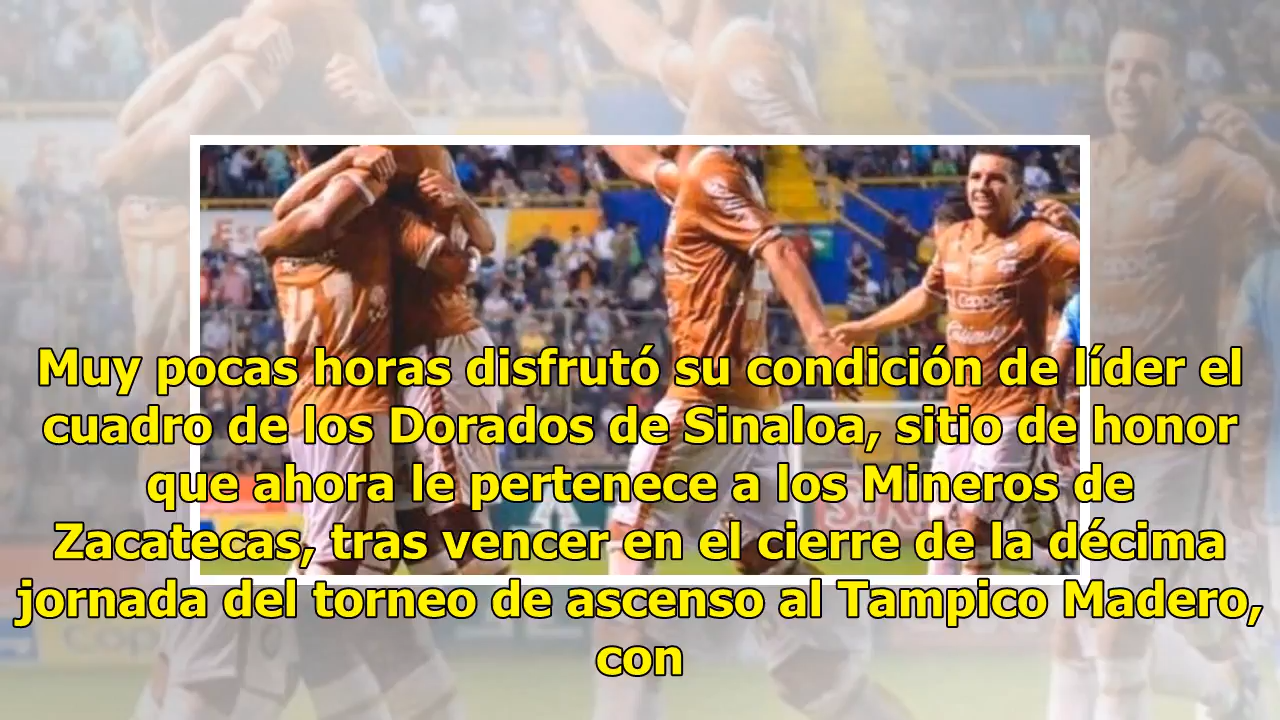 Muy pocas horas disfrutó su condición de líder el
cuadro de los Dorados de Sinaloa, sitio de honor
que ahora le pertenece a los Mineros de
Zacatecas, tras vencer en el cierre de la décima
jornada del torneo de ascenso al Tampico Madero,
con
Coppel
Caliente